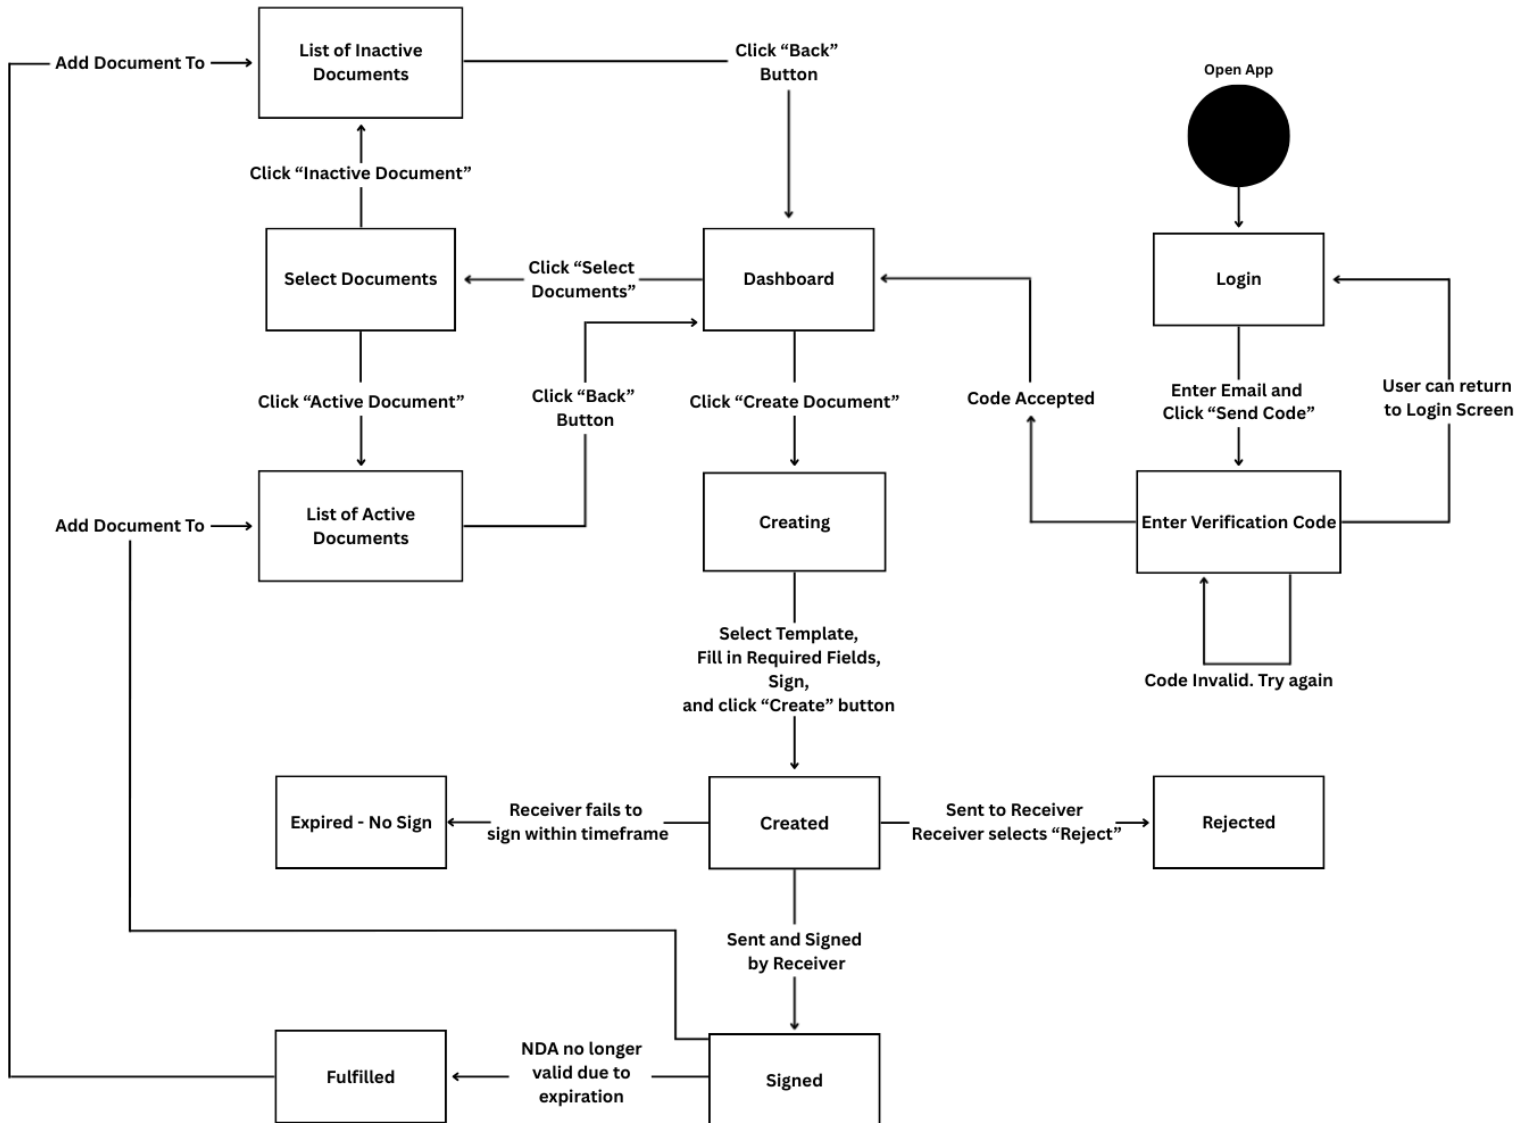 List of Inactive
Documents
Add Document To
Click “Back”
Button
Open App
Click “Inactive Document”
Select Documents
Click “Select
Documents”
Dashboard
Login
Click “Active Document”
Click “Back”
Button
Click “Create Document”
Code Accepted
Enter Email and
Click “Send Code”
User can return
to Login Screen
Add Document To
List of Active
Documents
Creating
Enter Verification Code
Select Template,
Fill in Required Fields,
Sign,
and click “Create” button
Code Invalid. Try again
Expired - No Sign
Receiver fails to
sign within timeframe
Created
Sent to Receiver
Receiver selects “Reject”
Rejected
Sent and Signed
by Receiver
Fulfilled
NDA no longer
valid due to
expiration
Signed